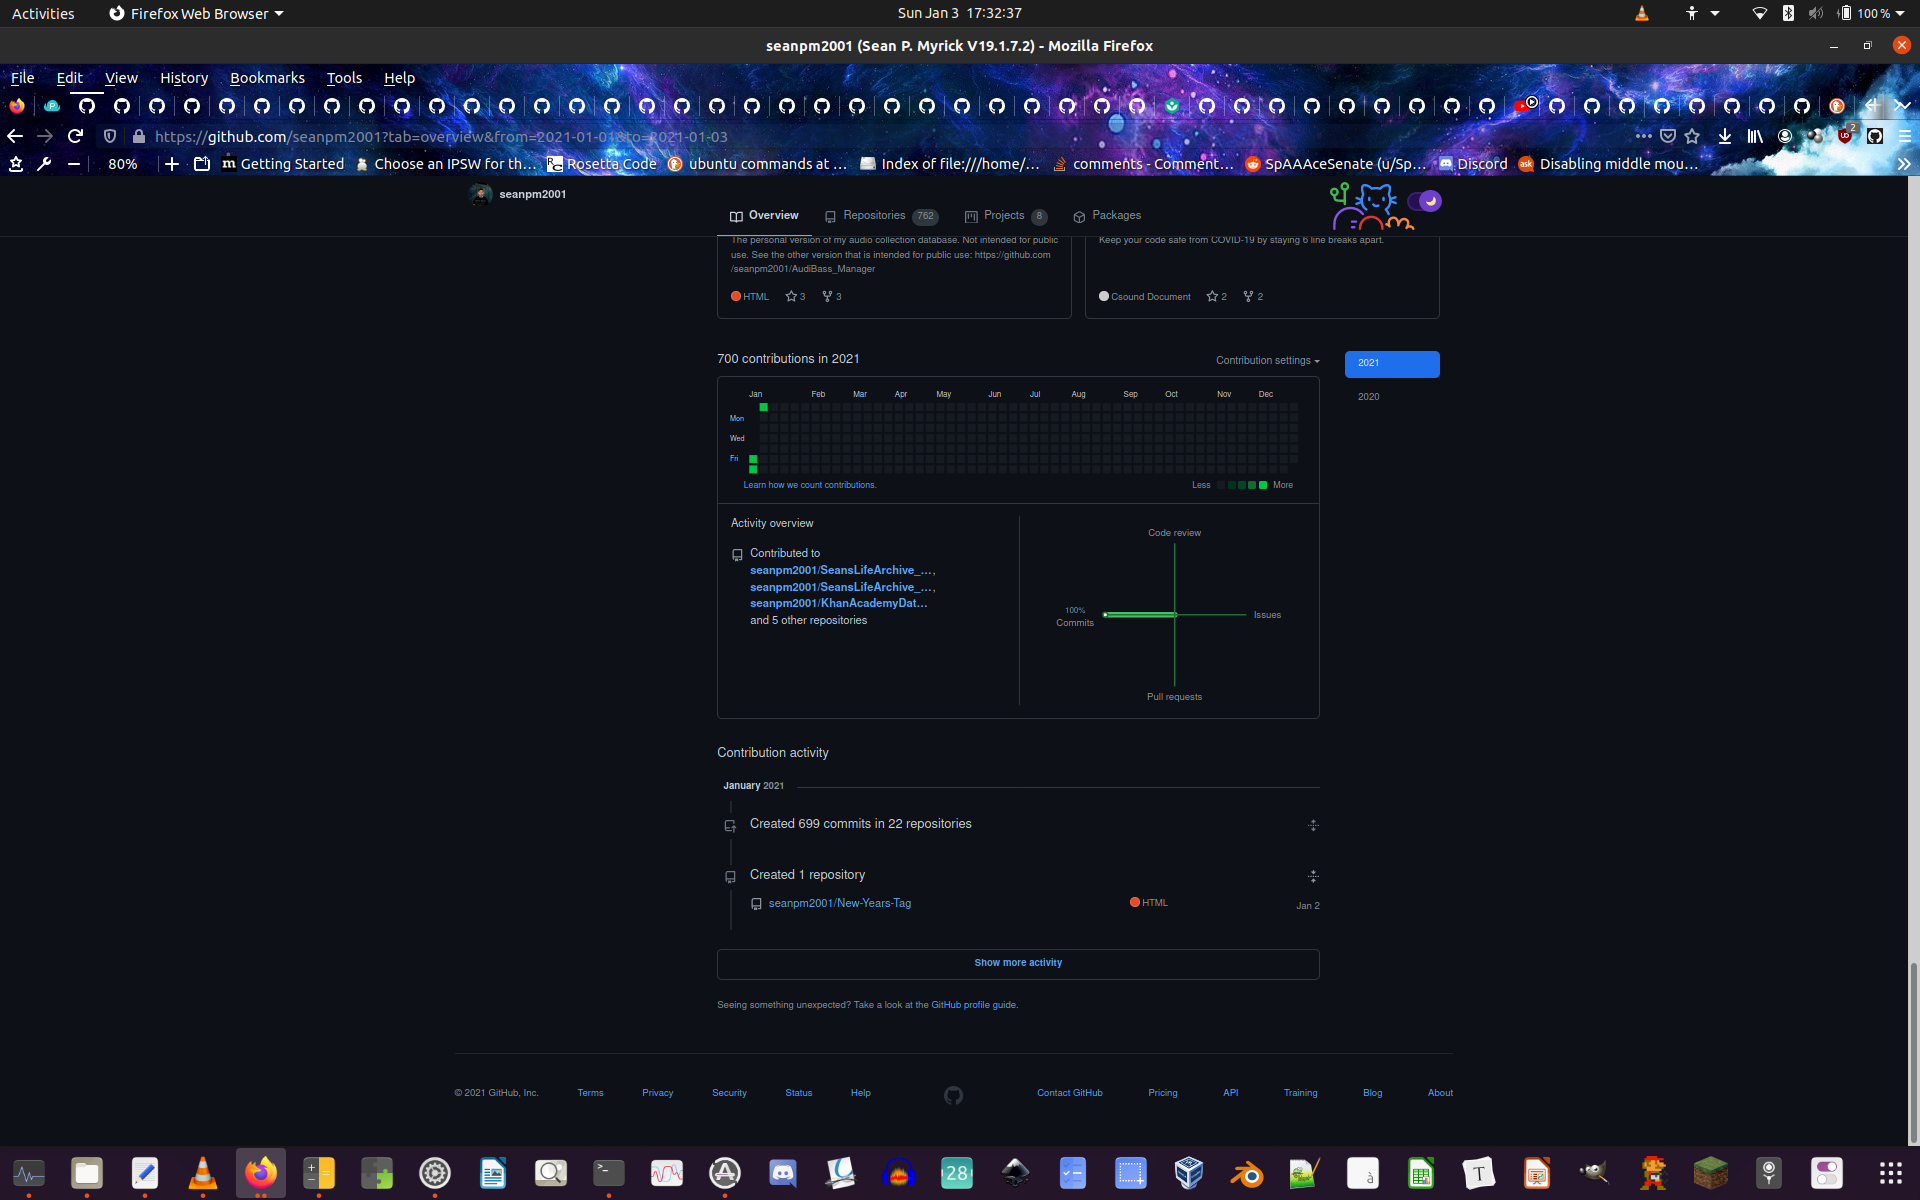 Activities
Firefox Web Browser
Sun Jan 3 17:32:37
100 %
seanpm2001 (Sean P. Myrick V19.1.7.2) - Mozilla Firefox
File Edit View History Bookmarks Tools Help
https://github.com/seanpm2001?tab=overview&from=2021-01-01&to=2021-01-03
2
80%
Getting Started
Choose an IPSW for th…
Rosetta Code
ubuntu commands at …
Index of file:///home/…
comments - Comment…
SpAAAceSenate (u/Sp…
Discord
Disabling middle mou…
seanpm2001
Overview
Repositories 762
Projects 8
Packages
The personal version of my audio collection database. Not intended for public
use. See the other version that is intended for public use: https://github.com
/seanpm2001/AudiBass_Manager
HTML 3 3
Keep your code safe from COVID-19 by staying 6 line breaks apart.
Csound Document 2 2
700 contributions in 2021
Contribution settings
2021
2020
Jan Feb Mar Apr May Jun Jul Aug Sep Oct Nov Dec
Mon
Wed
Fri
Learn how we count contributions.
Less More
Activity overview
Contributed to
seanpm2001/SeansLifeArchive_…,
seanpm2001/SeansLifeArchive_…,
seanpm2001/KhanAcademyDat…
and 5 other repositories
Code review
100%
Commits
Issues
Pull requests
Contribution activity
January 2021
Created 699 commits in 22 repositories
Created 1 repository
seanpm2001/New-Years-Tag
HTML
Jan 2
Show more activity
Seeing something unexpected? Take a look at the GitHub profile guide.
© 2021 GitHub, Inc.
Terms
Privacy
Security
Status
Help
Contact GitHub
Pricing
API
Training
Blog
About
28